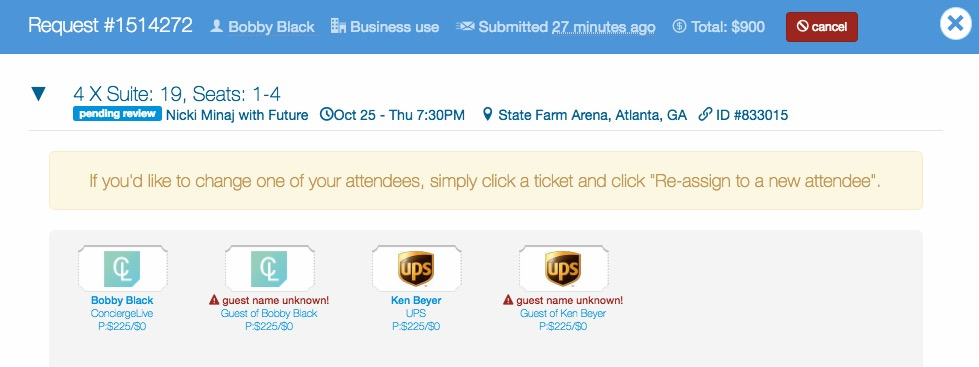 Request #1514272 Bobby Black Business use Submitted 27 minutes ago Total: $900 cancel
4 X Suite: 19, Seats: 1-4
pending review Nicki Minaj with Future Oct 25 - Thu 7:30PM State Farm Arena, Atlanta, GA ID #833015
If you'd like to change one of your attendees, simply click a ticket and click "Re-assign to a new attendee".
CL CL ups ups
Bobby Black guest name unknown! Ken Beyer guest name unknown!
ConciergeLive Guest of Bobby Black UPS Guest of Ken Beyer
P:$225/$0 P:$225/$0 P:$225/$0 P:$225/$0